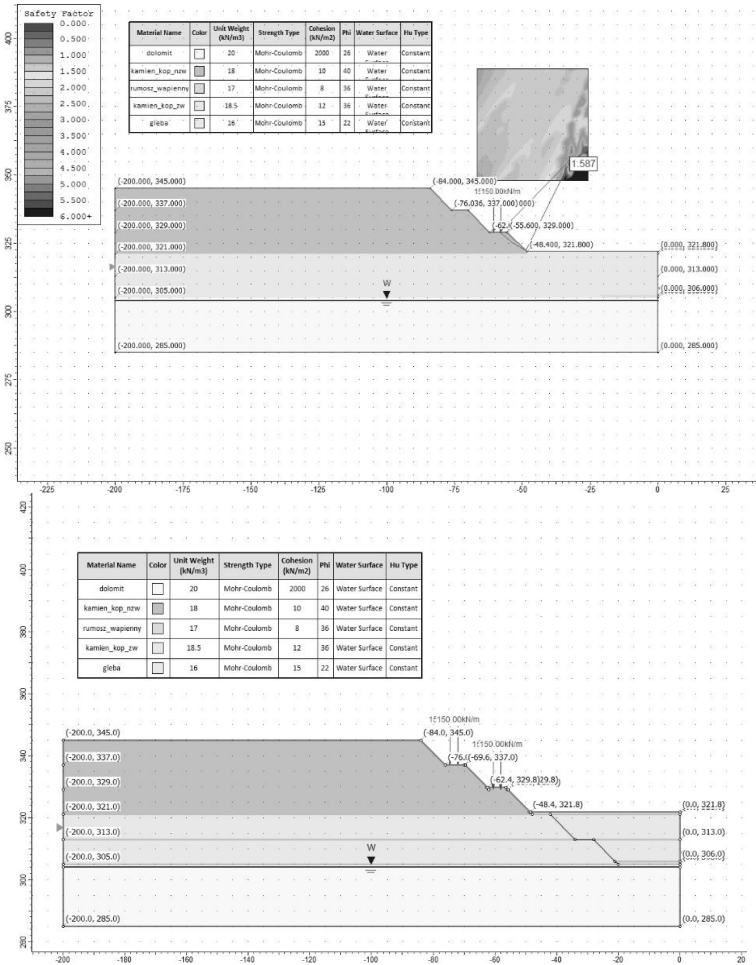 Safety Factor
0.000
0.500
1.000
1.500
2.000
2.500
3.000
3.500
4.000
4.500
5.000
5.500
6.000+
Material Name Color Unit Weight (kN/m3) Strength Type Cohesion (kN/m2) Phi Water Surface Hu Type
dolomit 20 Mohr-Coulomb 2000 26 Water Constant
kamien_kop_nzw 18 Mohr-Coulomb 10 40 Water Constant
rumosz_wapienny 17 Mohr-Coulomb 8 36 Water Constant
kamien_kop_zw 18.5 Mohr-Coulomb 12 36 Water Constant
gleba 16 Mohr-Coulomb 15 22 Water Constant
1.587
(-200.000, 345.000) (-84.000, 345.000)
150.00kN/m
(-200.000, 337.000) (-76.036, 337.000)
(-200.000, 329.000) (-55.600, 329.000)
(-200.000, 321.000) (-48.400, 321.800) (0.000, 321.800)
(-200.000, 313.000) (0.000, 313.000)
(-200.000, 305.000) W (0.000, 306.000)
(-200.000, 285.000) (0.000, 285.000)
400
375
350
325
300
275
250
-225 -200 -175 -150 -125 -100 -75 -50 -25 0 25
Material Name Color Unit Weight (kN/m3) Strength Type Cohesion (kN/m2) Phi Water Surface Hu Type
dolomit 20 Mohr-Coulomb 2000 26 Water Surface Constant
kamien_kop_nzw 18 Mohr-Coulomb 10 40 Water Surface Constant
rumosz_wapienny 17 Mohr-Coulomb 8 36 Water Surface Constant
kamien_kop_zw 18.5 Mohr-Coulomb 12 36 Water Surface Constant
gleba 16 Mohr-Coulomb 15 22 Water Surface Constant
150.00kN/m
(-200.0, 345.0) (-84.0, 345.0)
150.00kN/m
(-200.0, 337.0) (-69.6, 337.0)
(-200.0, 329.0) (-62.4, 329.8)
(-200.0, 321.0) (-48.4, 321.8) (0.0, 321.8)
(-200.0, 313.0) (0.0, 313.0)
(-200.0, 305.0) W (0.0, 306.0)
(-200.0, 285.0) (0.0, 285.0)
420
400
380
360
340
320
300
280
-200 -180 -160 -140 -120 -100 -80 -60 -40 -20 0 20